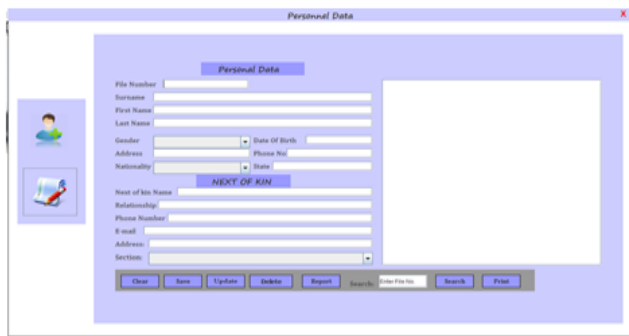 Personnal Data X
Personal Data
File Number
Surname
First Name
Last Name
Gender Date Of Birth
Address Phone No
Nationality State
NEXT OF KIN
Next of kin Name
Relationship
Phone Number
E-mail
Address:
Section:
Clear Save Update Delete Report Search: Enter File No. Search Print